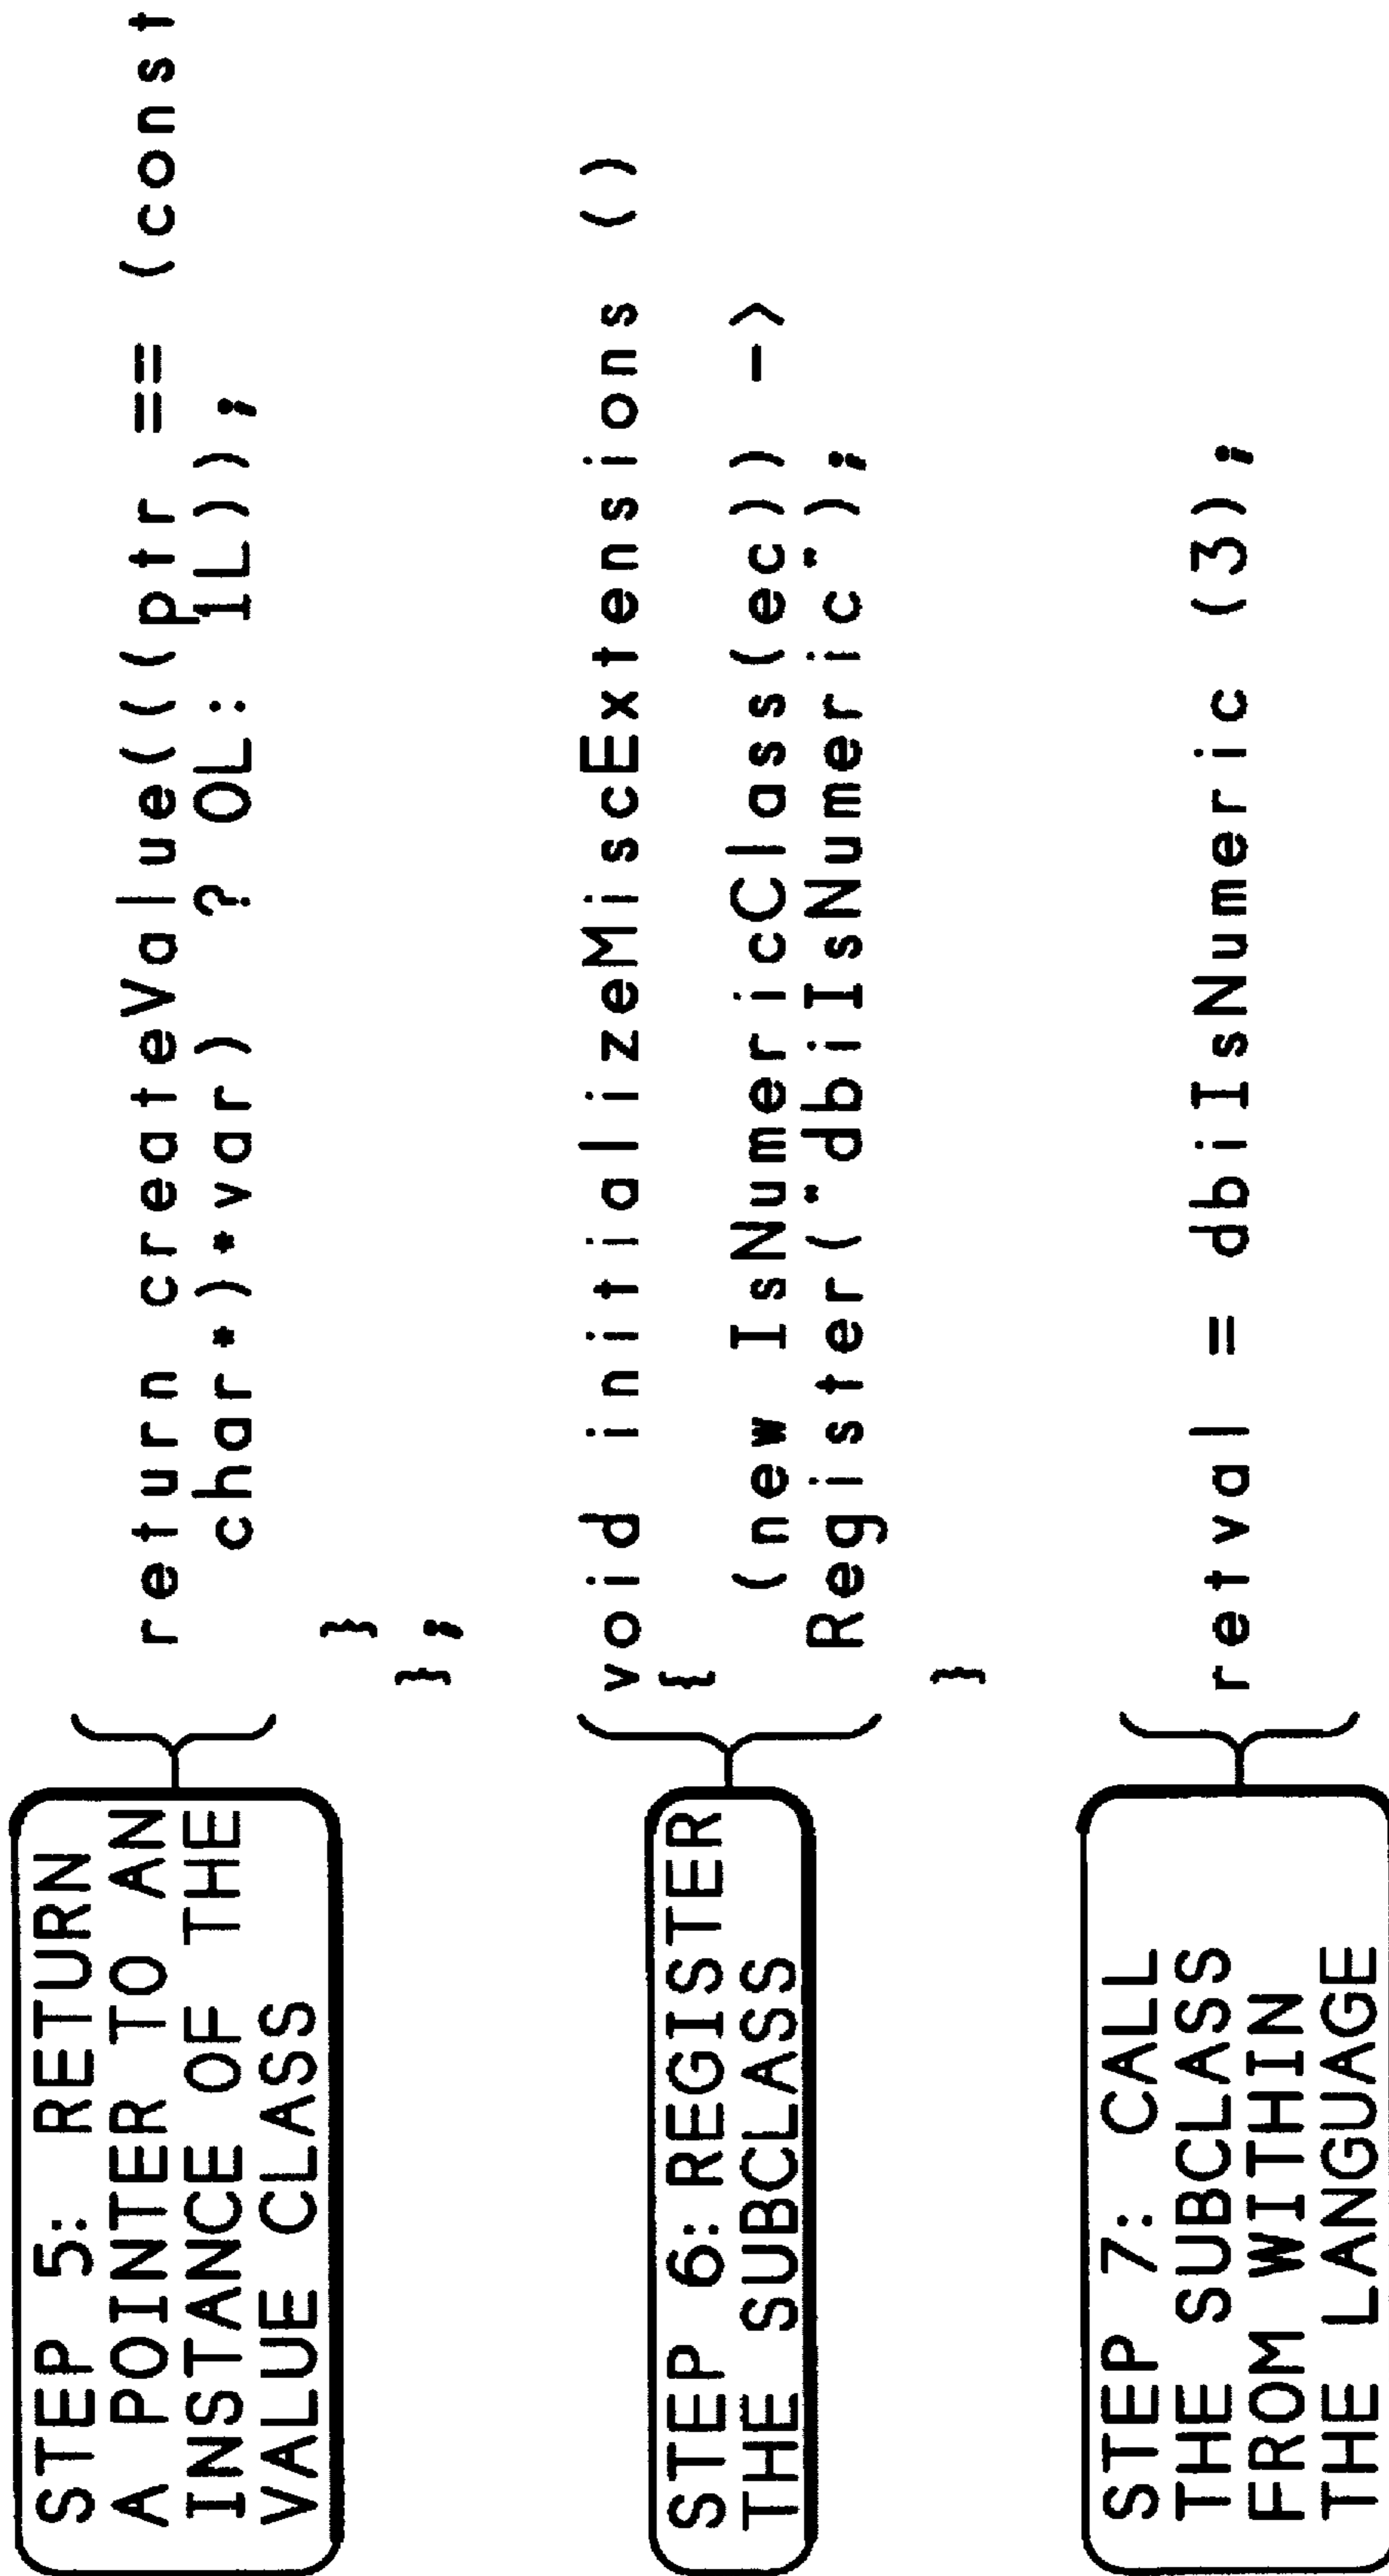 STEP 5: RETURN
A POINTER TO AN
INSTANCE OF THE
VALUE CLASS
return createValue(((ptr == (const
char*)*var) ? OL: 1L));
}
};
STEP 6: REGISTER
THE SUBCLASS
void initializeMiscExtensions ()
{
(new IsNumericClass(ec)) ->
Register("dbiIsNumeric");
}
STEP 7: CALL
THE SUBCLASS
FROM WITHIN
THE LANGUAGE
retval = dbiIsNumeric (3);